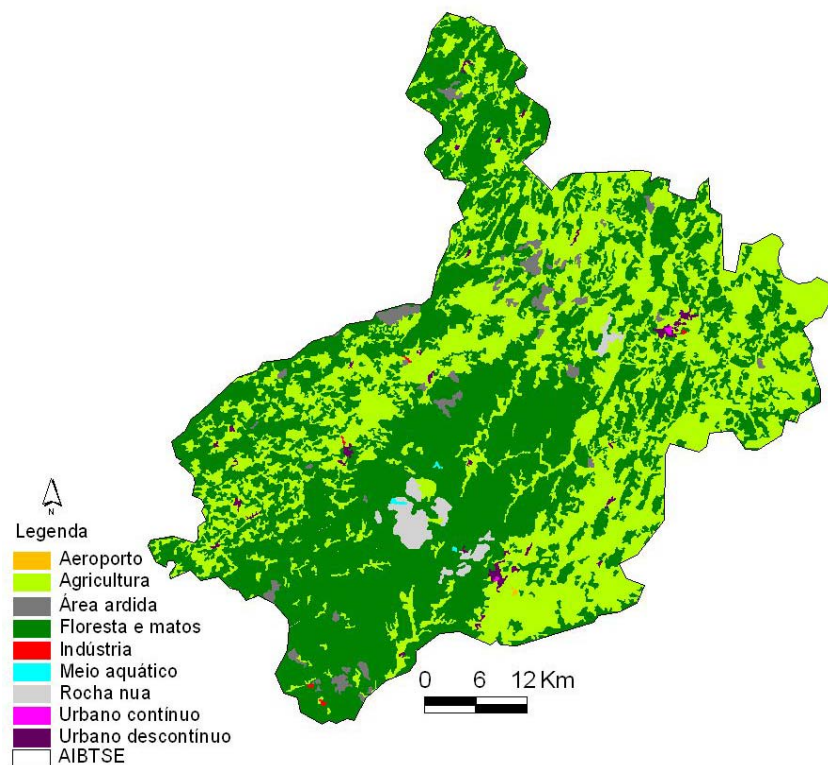 N
Legenda
Aeroporto
Agricultura
Área ardida
Floresta e matos
Indústria
Meio aquático
Rocha nua
Urbano contínuo
Urbano descontínuo
AIBTSE
0 6 12 Km